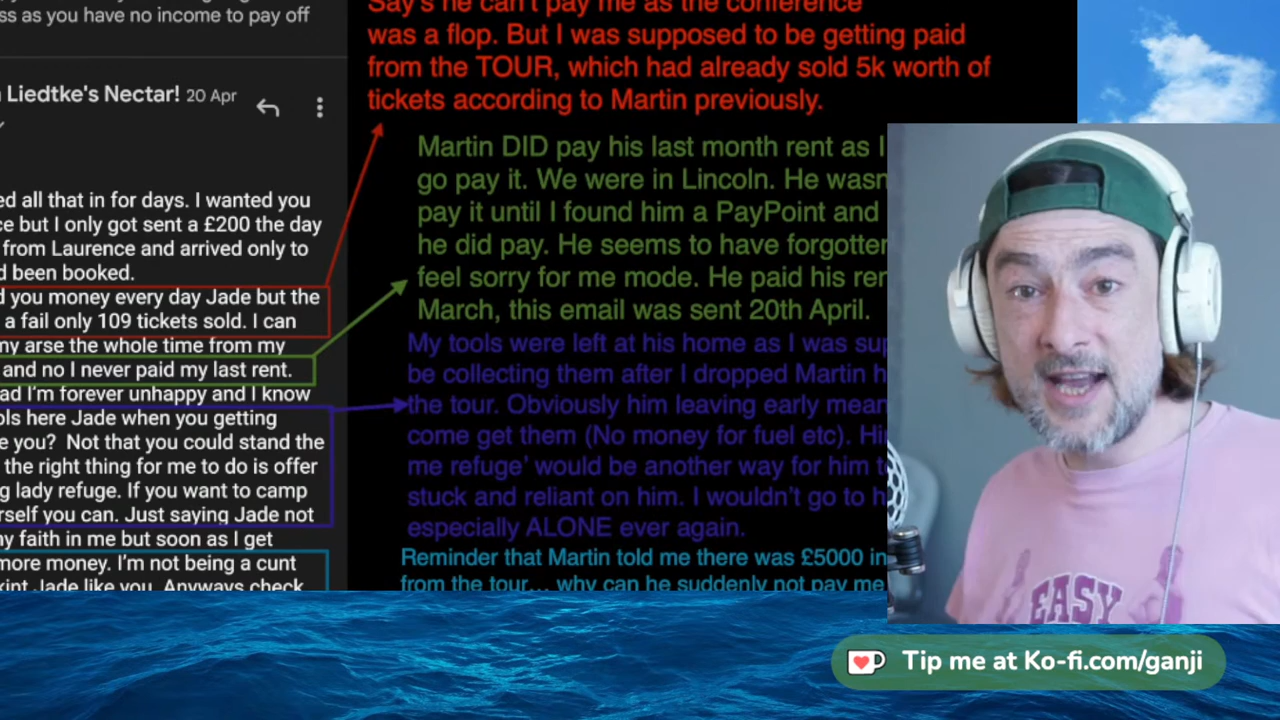 ss as you have no income to pay off
Liedtke's Nectar! 20 Apr
ed all that in for days. I wanted you
ce but I only got sent a £200 the day
from Laurence and arrived only to
d been booked.
d you money every day Jade but the
a fail only 109 tickets sold. I can
my arse the whole time from my
and no I never paid my last rent.
ad I'm forever unhappy and I know
ols here Jade when you getting
e you? Not that you could stand the
the right thing for me to do is offer
g lady refuge. If you want to camp
rself you can. Just saying Jade not
ny faith in me but soon as I get
more money. I'm not being a cunt
skint Jade like you. Anyways check
Say's he can't pay me as the conference
was a flop. But I was supposed to be getting paid
from the TOUR, which had already sold 5k worth of
tickets according to Martin previously.
Martin DID pay his last month rent as I
go pay it. We were in Lincoln. He wasn
pay it until I found him a PayPoint and
he did pay. He seems to have forgotter
feel sorry for me mode. He paid his rer
March, this email was sent 20th April.
My tools were left at his home as I was sup
be collecting them after I dropped Martin h
the tour. Obviously him leaving early mean
come get them (No money for fuel etc). Hi
me refuge' would be another way for him t
stuck and reliant on him. I wouldn't go to h
especially ALONE ever again.
Reminder that Martin told me there was £5000 in
from the tour... why can he suddenly not pay me
EASY
Tip me at Ko-fi.com/ganji